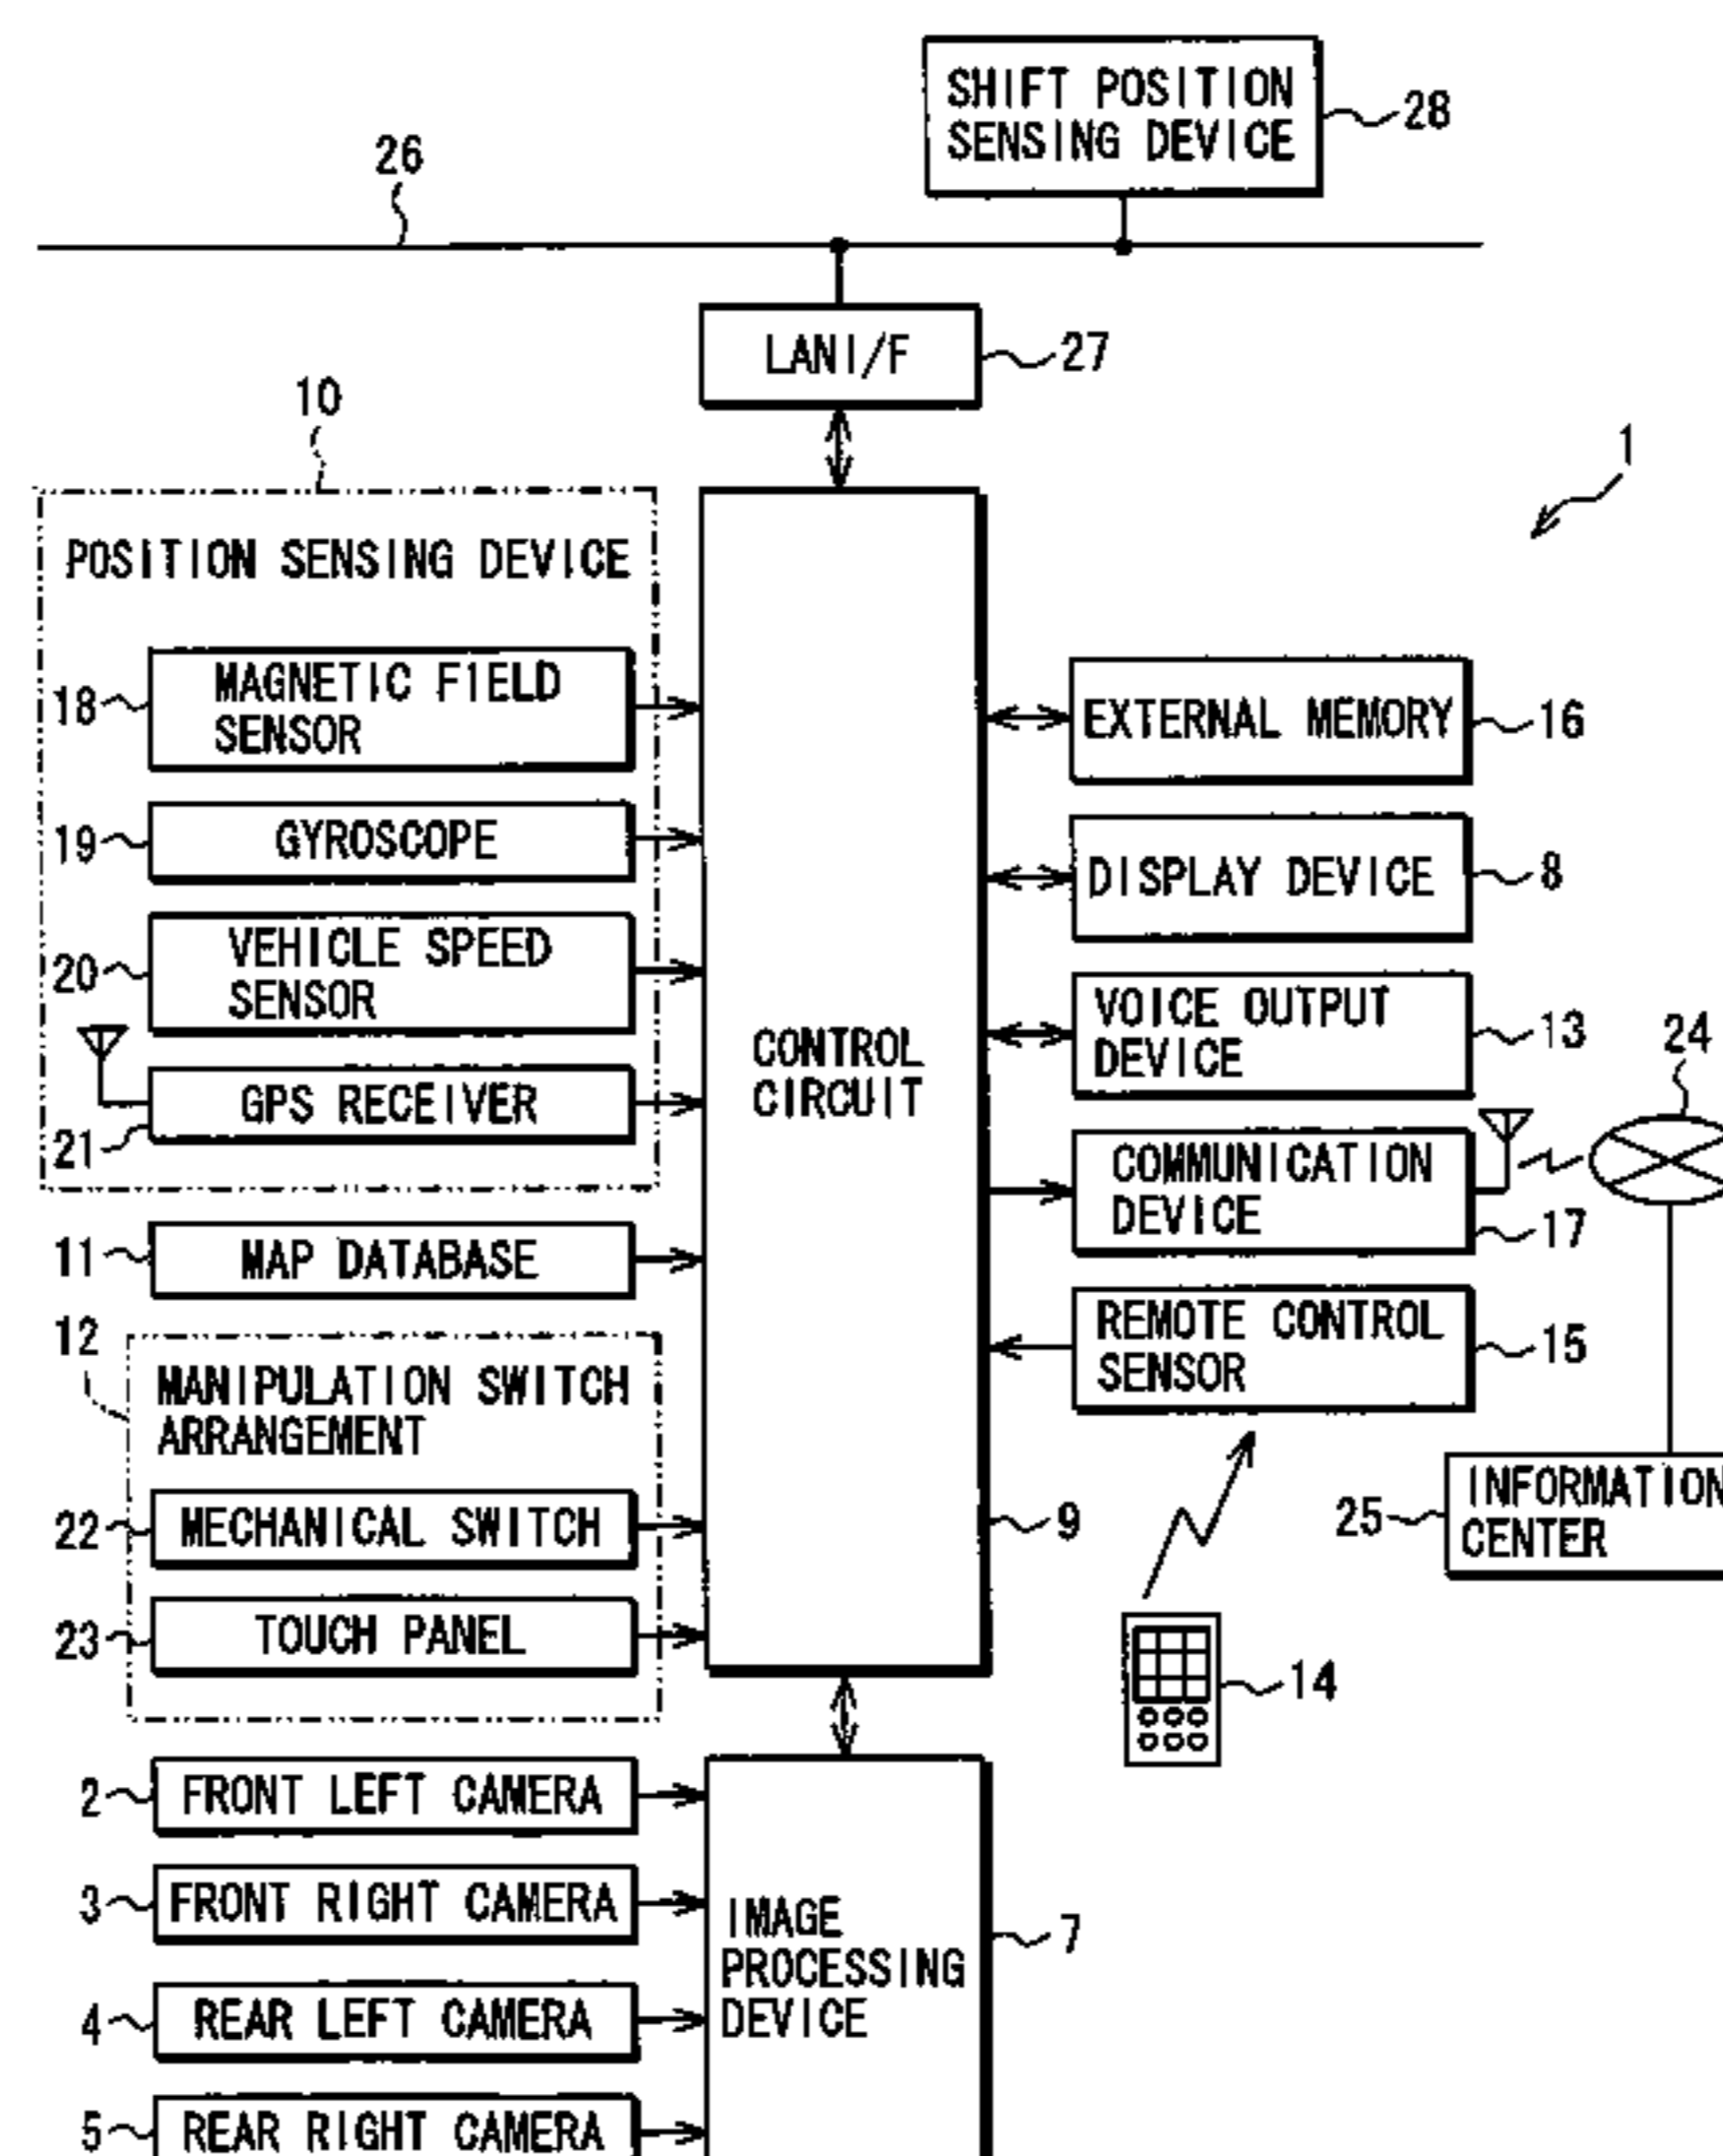 SHIFT POSITION
SENSING DEVICE
28
26
LAN I/F
27
10
1
POSITION SENSING DEVICE
MAGNETIC FIELD
SENSOR
18
EXTERNAL MEMORY
16
GYROSCOPE
19
DISPLAY DEVICE
8
VEHICLE SPEED
SENSOR
20
VOICE OUTPUT
DEVICE
13
24
CONTROL
CIRCUIT
GPS RECEIVER
21
COMMUNICATION
DEVICE
17
11
MAP DATABASE
12
REMOTE CONTROL
SENSOR
15
MANIPULATION SWITCH
ARRANGEMENT
22
MECHANICAL SWITCH
9
25
INFORMATION
CENTER
23
TOUCH PANEL
14
2
FRONT LEFT CAMERA
3
FRONT RIGHT CAMERA
IMAGE
PROCESSING
DEVICE
7
4
REAR LEFT CAMERA
5
REAR RIGHT CAMERA